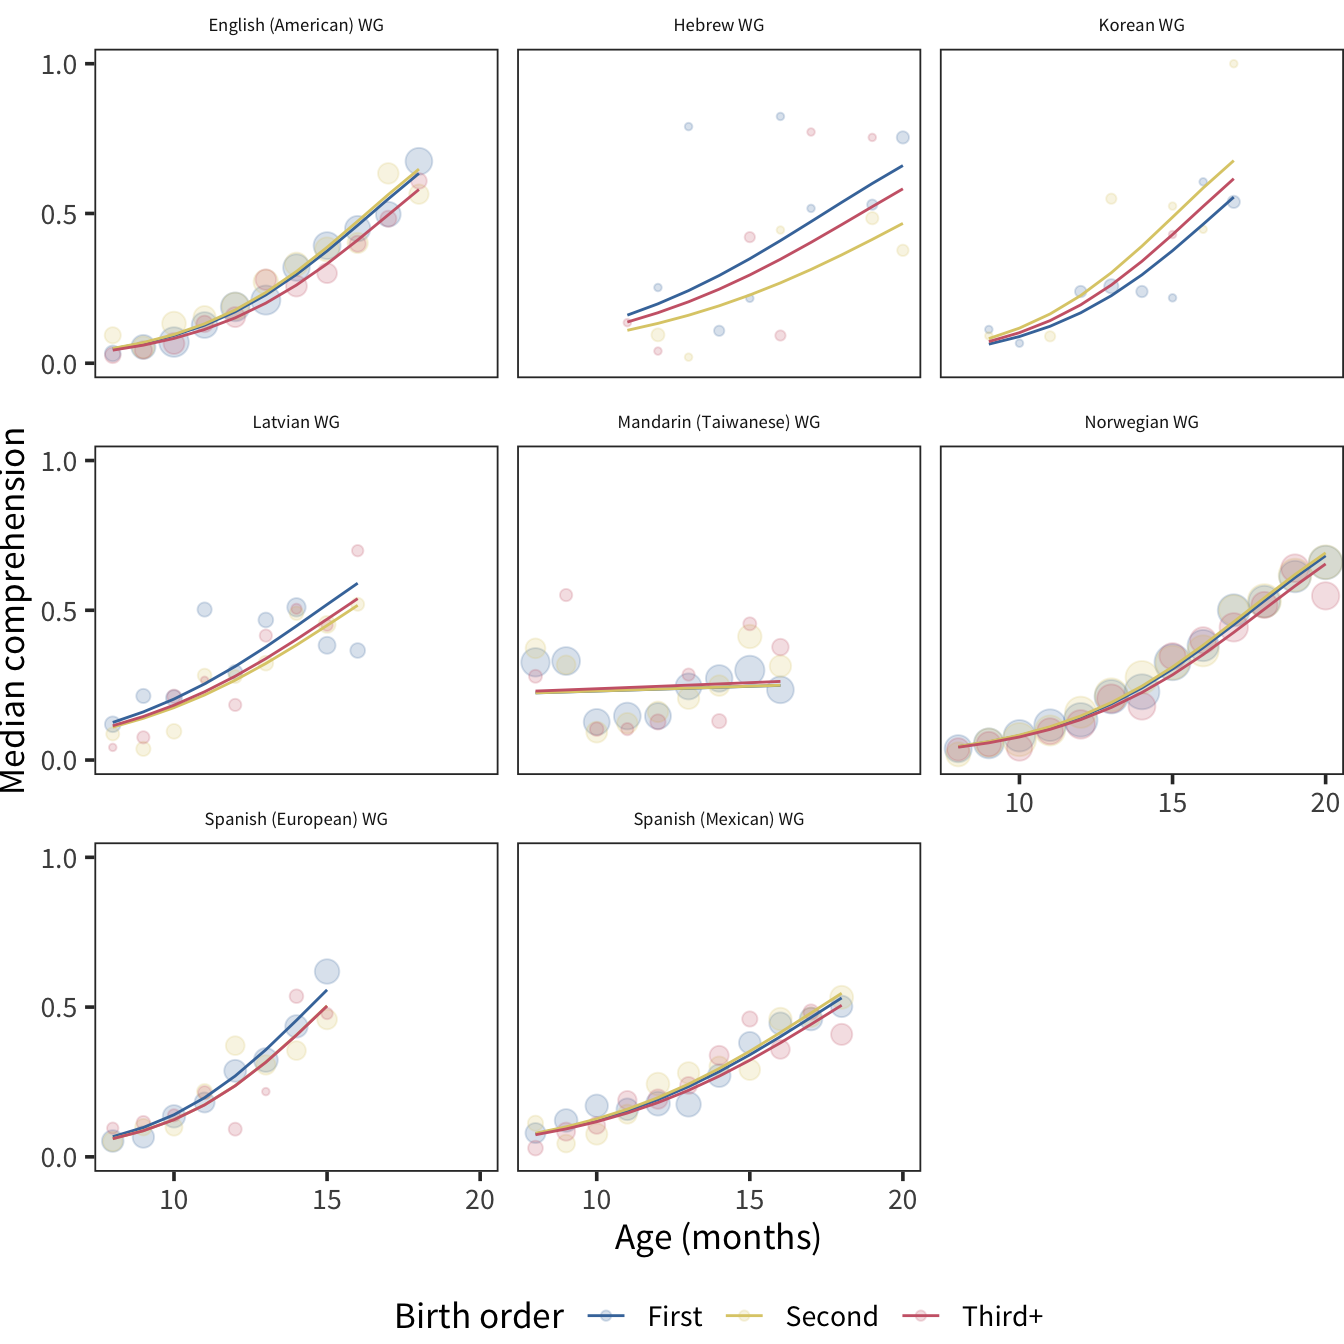 English (American) WG
Hebrew WG
Korean WG
1.0
0.5
0.0
Latvian WG
Mandarin (Taiwanese) WG
Norwegian WG
1.0
0.5
0.0
10
15
20
Spanish (European) WG
Spanish (Mexican) WG
1.0
0.5
0.0
10
15
20
10
15
20
Median comprehension
Age (months)
Birth order
First
Second
Third+